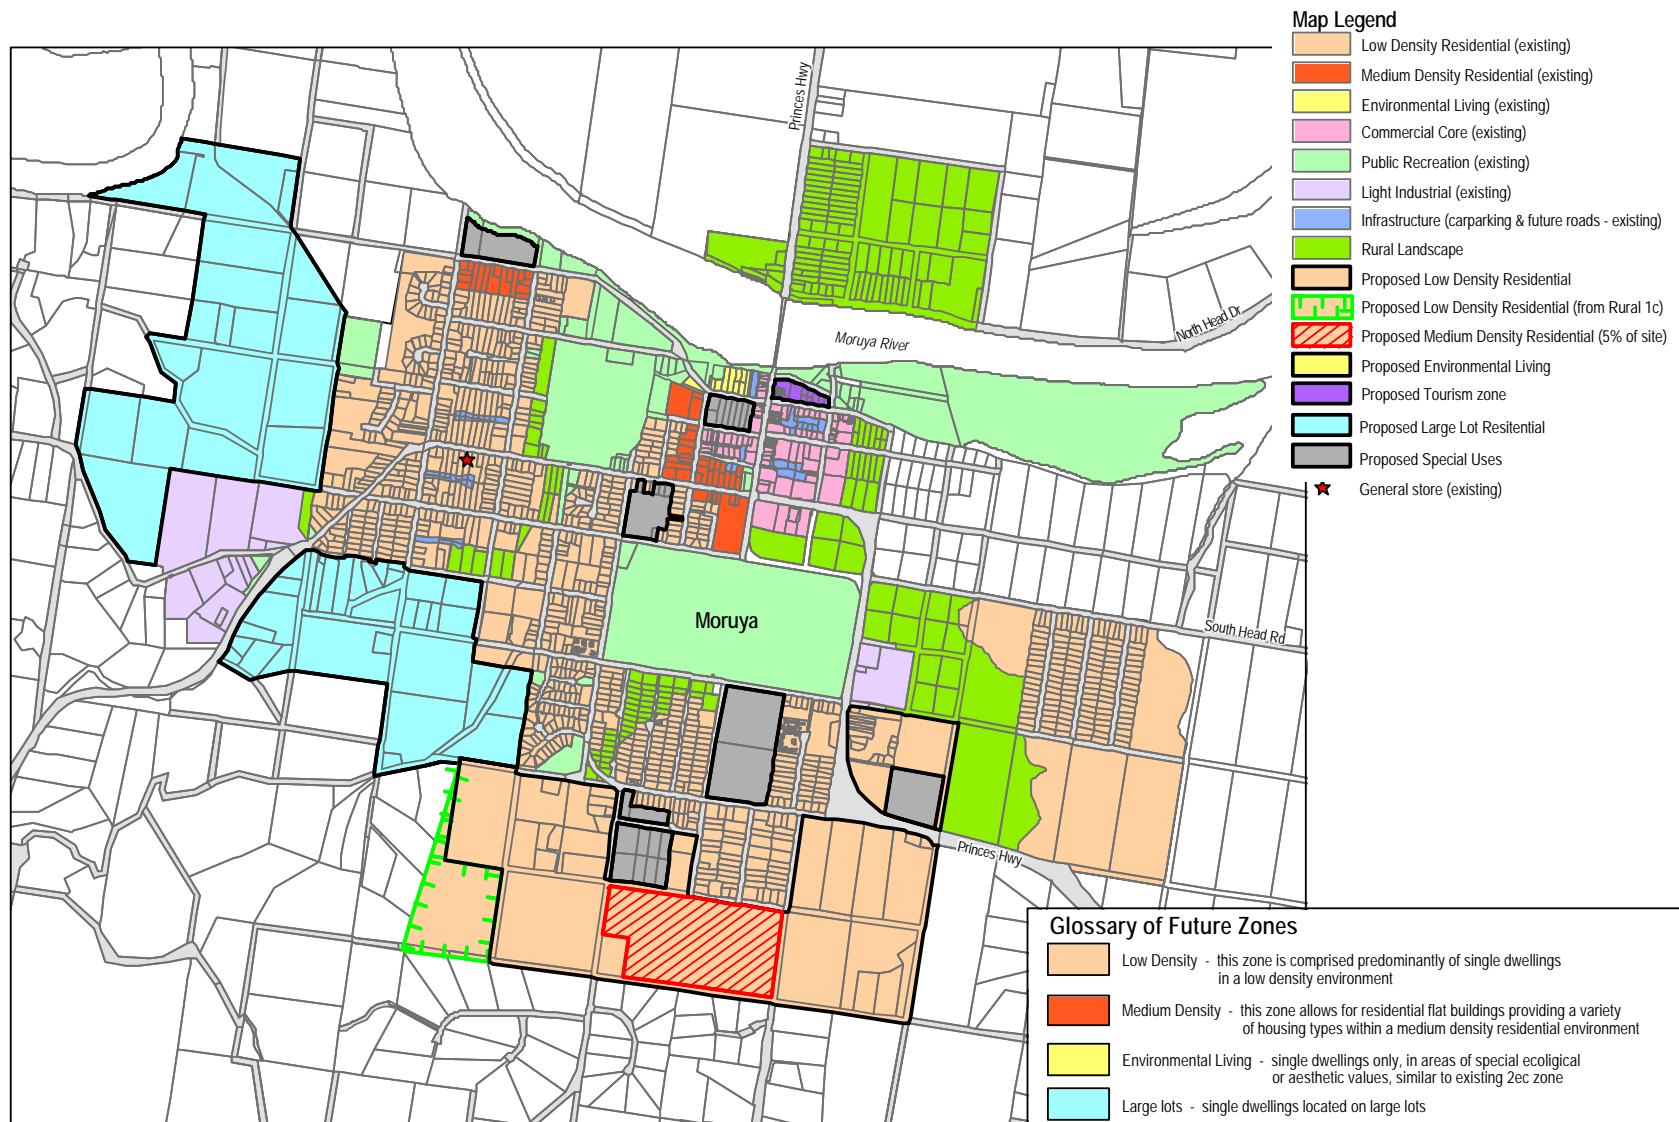 Map Legend
Low Density Residential (existing)
Medium Density Residential (existing)
Environmental Living (existing)
Commercial Core (existing)
Public Recreation (existing)
Light Industrial (existing)
Infrastructure (carparking & future roads - existing)
Rural Landscape
Proposed Low Density Residential
Proposed Low Density Residential (from Rural 1c)
Proposed Medium Density Residential (5% of site)
Proposed Environmental Living
Proposed Tourism zone
Proposed Large Lot Resitential
Proposed Special Uses
General store (existing)
Princes Hwy
North Head Dr
Moruya River
Moruya
South Head Rd
Princes Hwy
Glossary of Future Zones
Low Density - this zone is comprised predominantly of single dwellings
in a low density environment
Medium Density - this zone allows for residential flat buildings providing a variety
of housing types within a medium density residential environment
Environmental Living - single dwellings only, in areas of special ecoligical
or aesthetic values, similar to existing 2ec zone
Large lots - single dwellings located on large lots